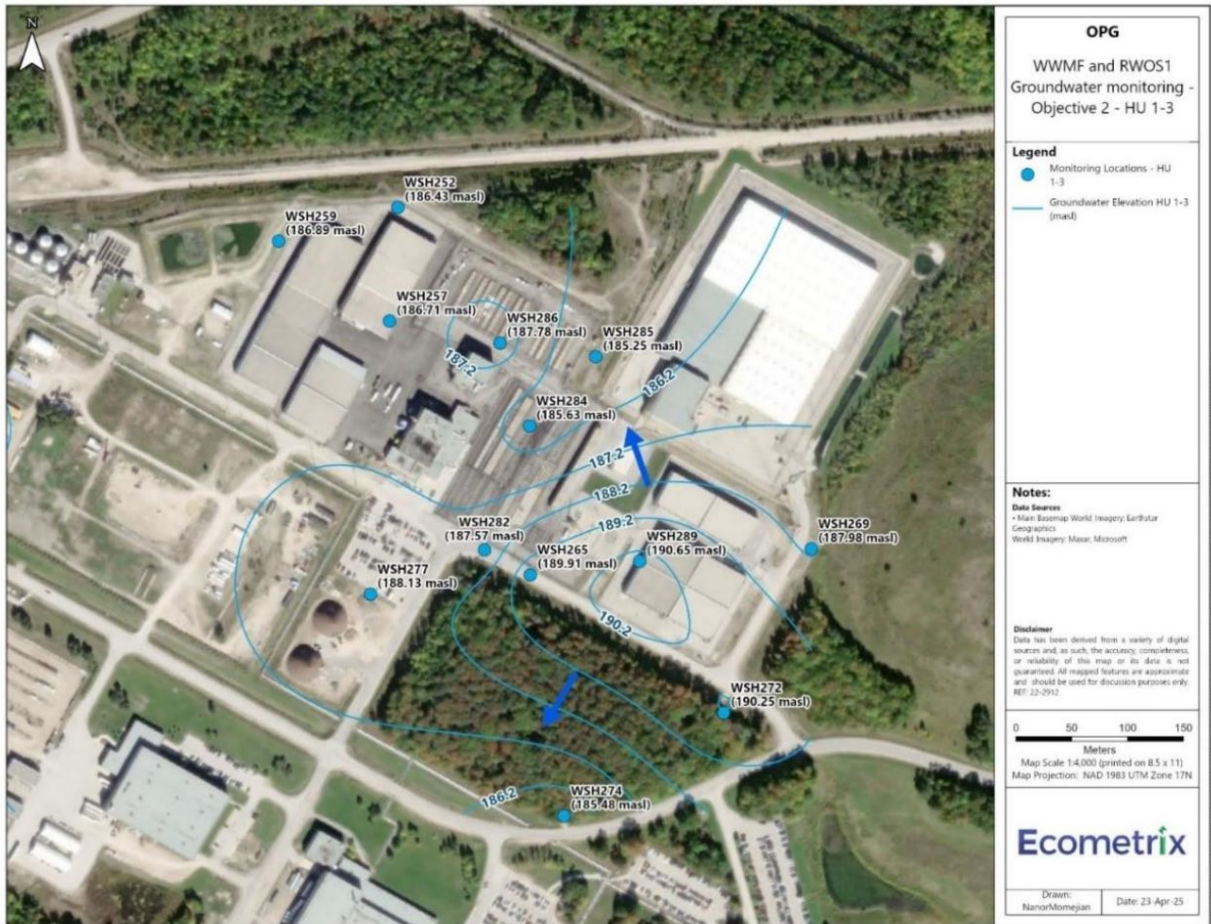 N
WSH252
(186.43 masl)
WSH259
(186.89 masl)
WSH257
(186.71 masl)
WSH286
(187.78 masl)
WSH285
(185.25 masl)
187.2
186.2
WSH284
(185.63 masl)
187.2
188.2
189.2
WSH282
(187.57 masl)
WSH265
(189.91 masl)
WSH289
(190.65 masl)
WSH269
(187.98 masl)
WSH277
(188.13 masl)
190.2
WSH272
(190.25 masl)
186.2
WSH274
(185.48 masl)
OPG
WWMF and RWOS1
Groundwater monitoring -
Objective 2 - HU 1-3
Legend
Monitoring Locations - HU
1-3
Groundwater Elevation HU 1-3
(masl)
Notes:
Data Sources
• Main Basemap World Imagery: Earthstar
Geographics
World Imagery: Maxar, Microsoft
Disclaimer
Data has been derived from a variety of digital
sources and, as such, the accuracy, completeness,
or reliability of this map or its data is not
guaranteed. All mapped features are approximate
and should be used for discussion purposes only.
REF: 22-2912
0 50 100 150
Meters
Map Scale 1:4,000 (printed on 8.5 x 11)
Map Projection: NAD 1983 UTM Zone 17N
Ecometrix
Drawn:
NanorMomejian
Date: 23-Apr-25